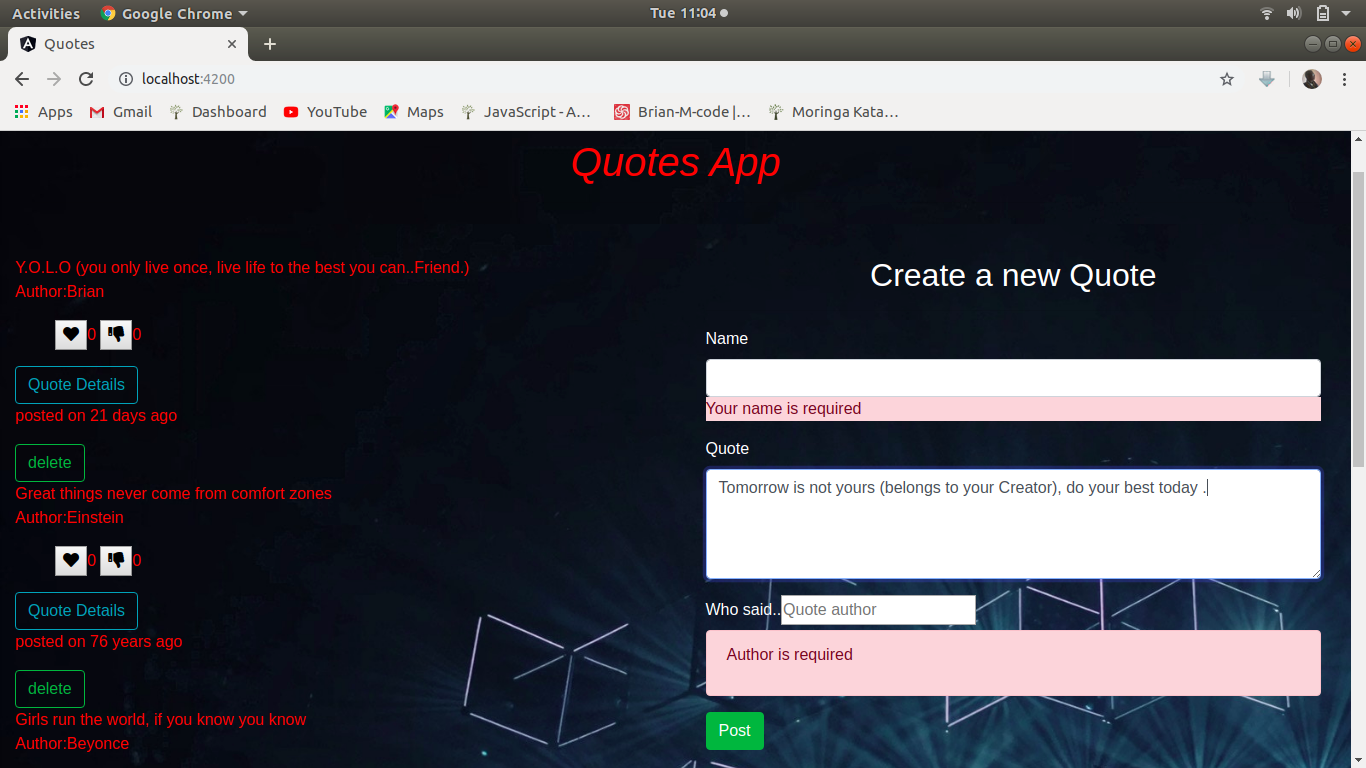 Activities Google Chrome Tue 11:04
Quotes
localhost:4200
Apps Gmail Dashboard YouTube Maps JavaScript - A… Brian-M-code |… Moringa Kata…
Quotes App
Y.O.L.O (you only live once, live life to the best you can..Friend.)
Author:Brian
0 0
Quote Details
posted on 21 days ago
delete
Great things never come from comfort zones
Author:Einstein
0 0
Quote Details
posted on 76 years ago
delete
Girls run the world, if you know you know
Author:Beyonce
Create a new Quote
Name
Your name is required
Quote
Tomorrow is not yours (belongs to your Creator), do your best today .
Who said.. Quote author
Author is required
Post